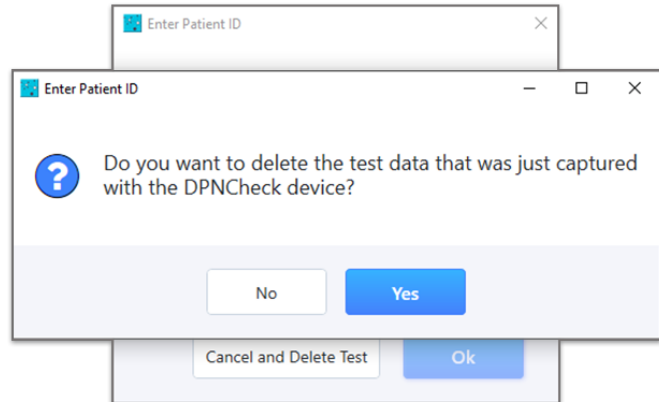 Enter Patient ID
Enter Patient ID
Do you want to delete the test data that was just captured
with the DPNCheck device?
No
Yes
Cancel and Delete Test
Ok